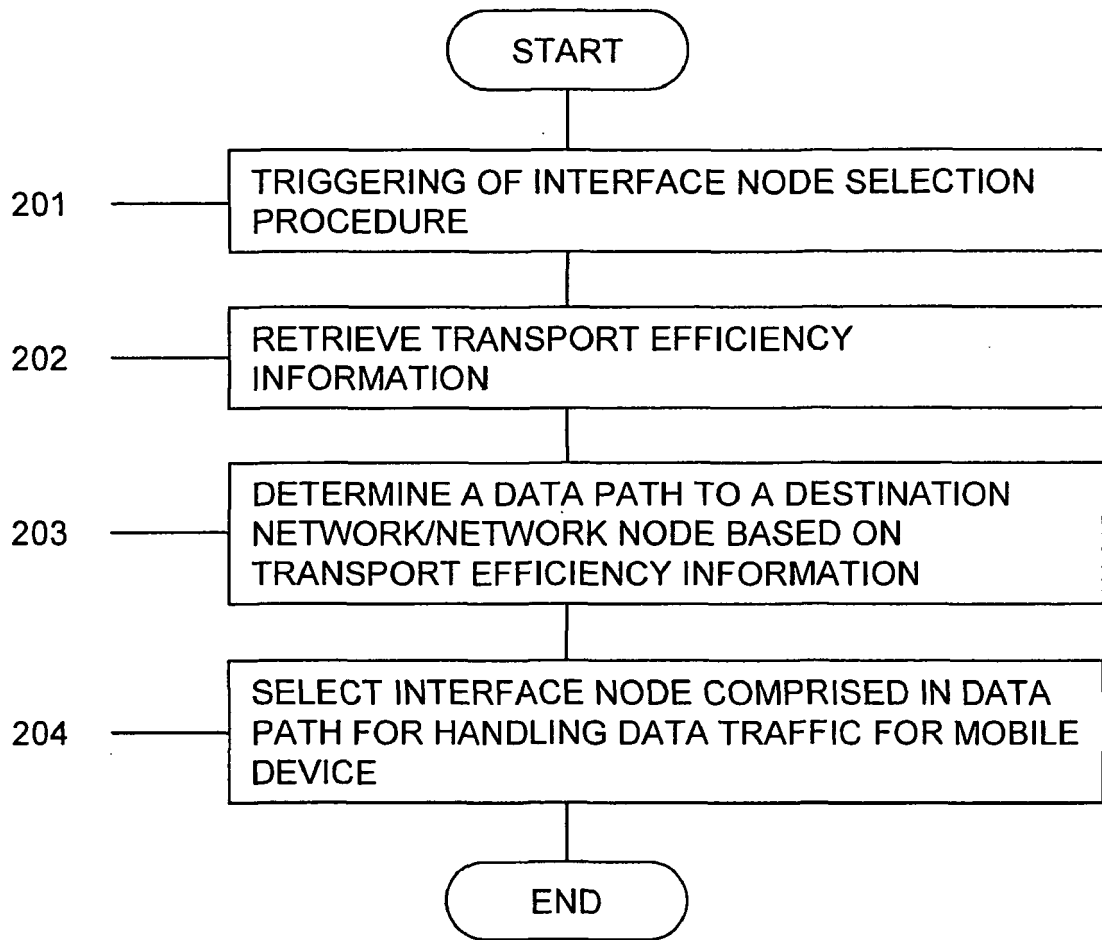 START
201
TRIGGERING OF INTERFACE NODE SELECTION
PROCEDURE
202
RETRIEVE TRANSPORT EFFICIENCY
INFORMATION
203
DETERMINE A DATA PATH TO A DESTINATION
NETWORK/NETWORK NODE BASED ON
TRANSPORT EFFICIENCY INFORMATION
204
SELECT INTERFACE NODE COMPRISED IN DATA
PATH FOR HANDLING DATA TRAFFIC FOR MOBILE
DEVICE
END